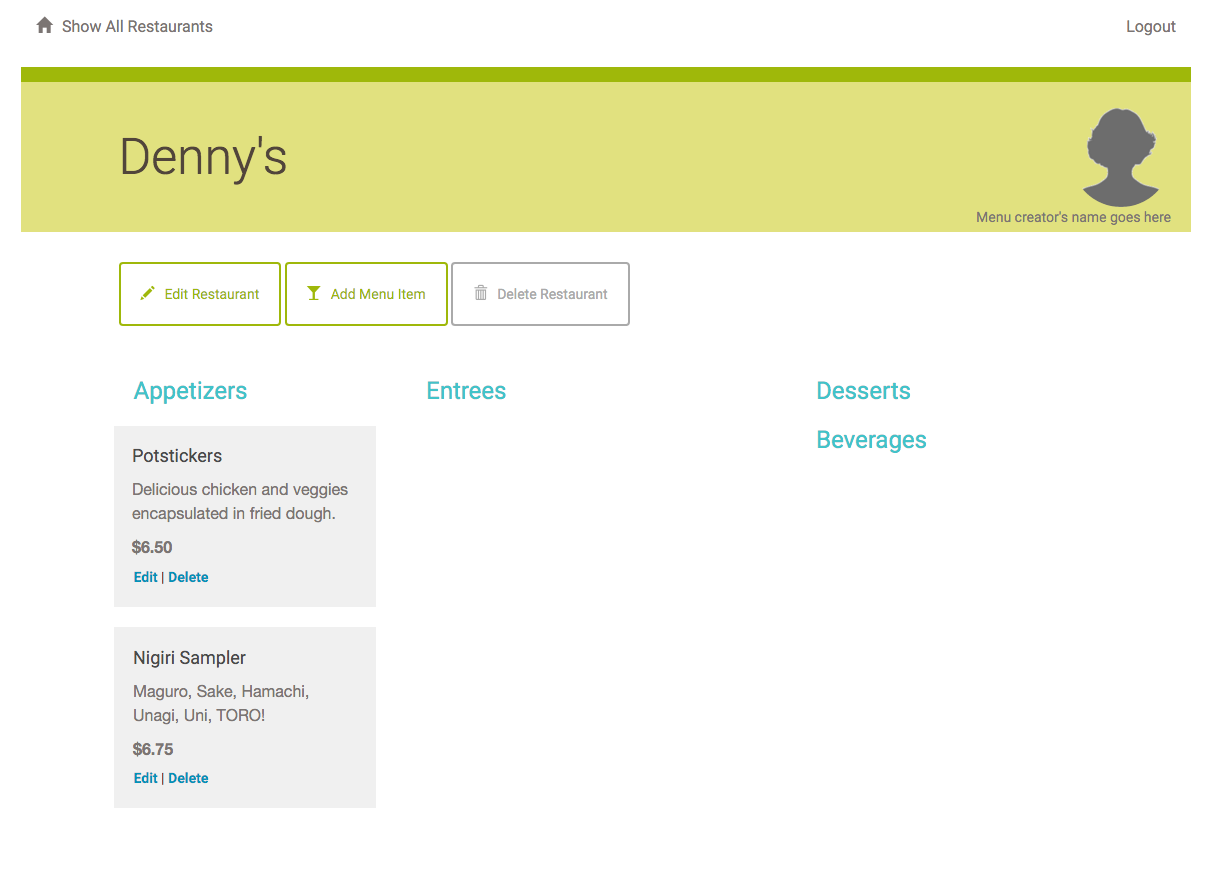 Show All Restaurants
Logout
Denny's
Menu creator's name goes here
Edit Restaurant
Add Menu Item
Delete Restaurant
Appetizers
Potstickers
Delicious chicken and veggies
encapsulated in fried dough.
$6.50
Edit | Delete
Nigiri Sampler
Maguro, Sake, Hamachi,
Unagi, Uni, TORO!
$6.75
Edit | Delete
Entrees
Desserts
Beverages